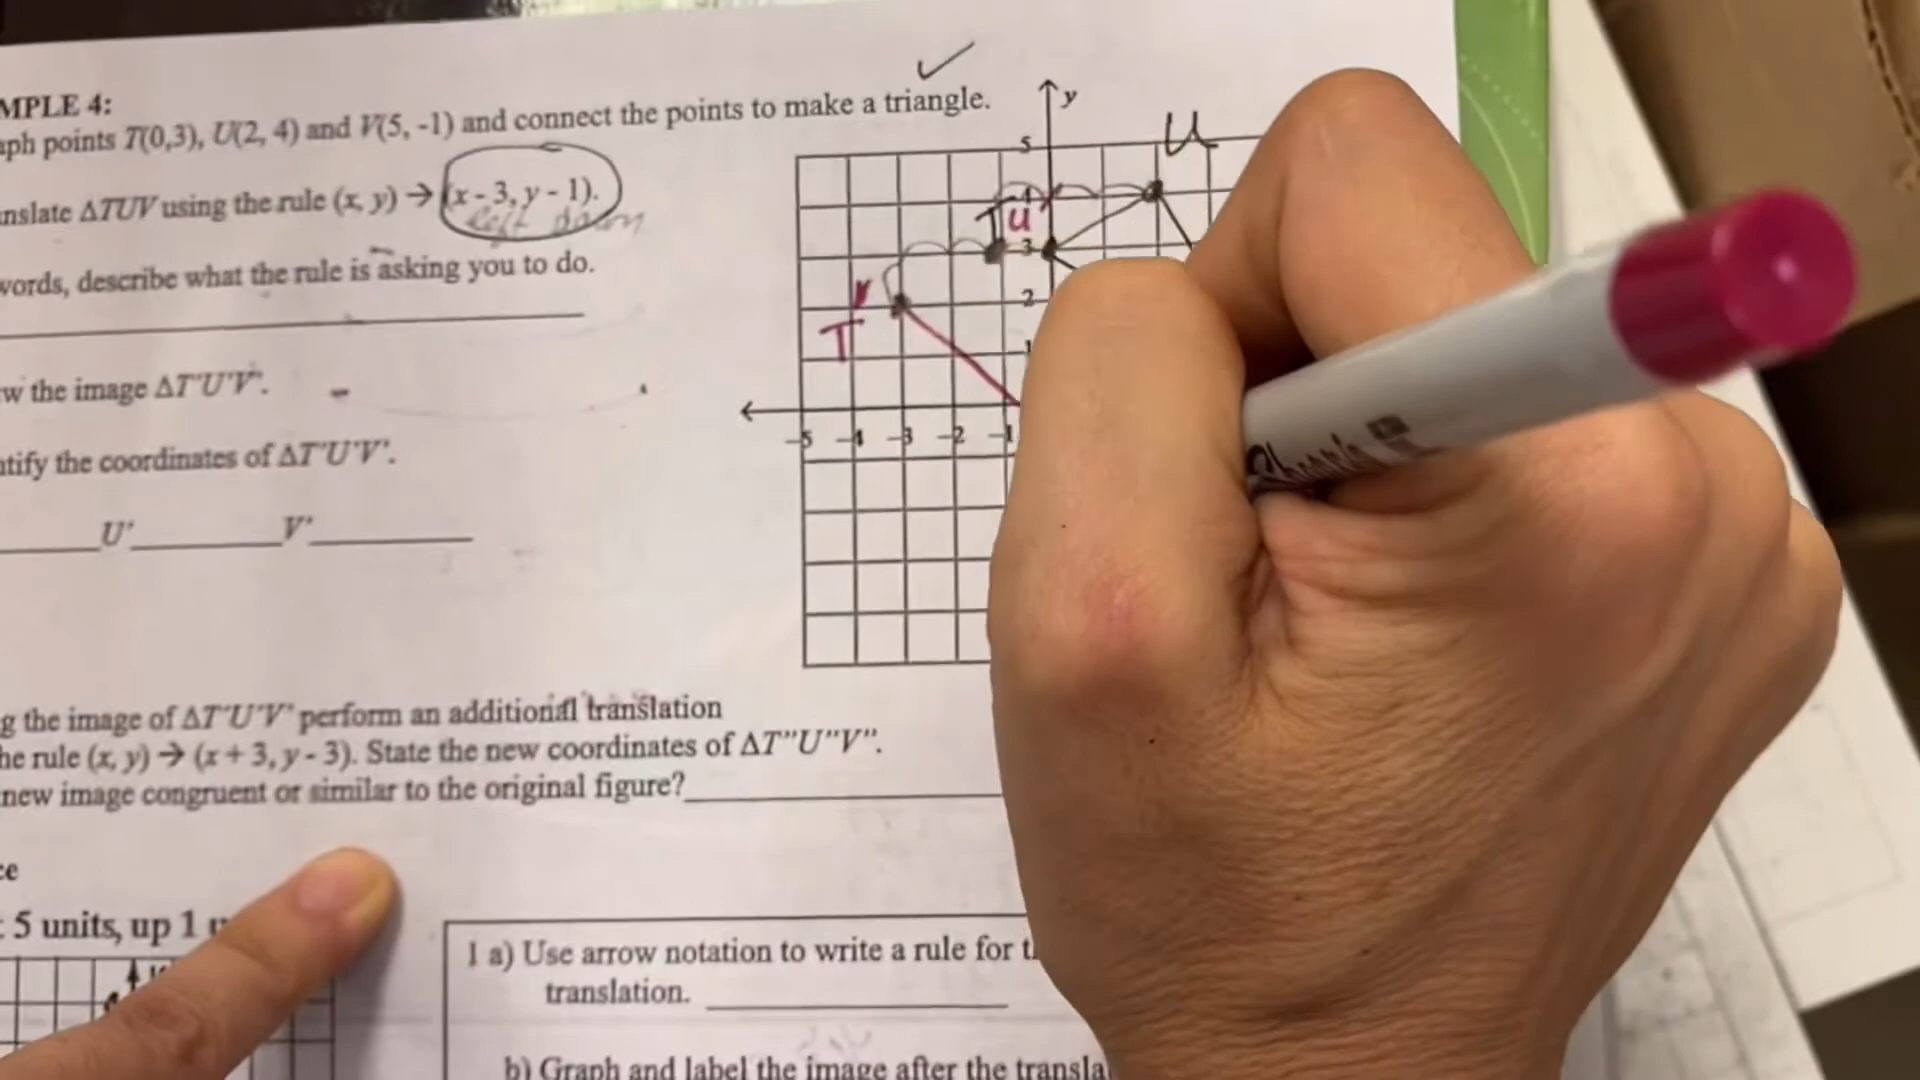 MPLE 4:
aph points T(0,3), U(2, 4) and V(5, -1) and connect the points to make a triangle.
nslate ΔTUV using the rule (x, y) → (x - 3, y - 1).
left down
words, describe what the rule is asking you to do.
w the image ΔT'U'V'.
ntify the coordinates of ΔT'U'V'.
U' V'
y
U
5
4
U
3
2
T'
1
-5 -4 -3 -2 -1
g the image of ΔT'U'V' perform an additional translation
he rule (x, y) → (x + 3, y - 3). State the new coordinates of ΔT"U"V".
new image congruent or similar to the original figure?
ce
5 units, up 1
1 a) Use arrow notation to write a rule for t
translation.
b) Graph and label the image after the transla
Sharpie